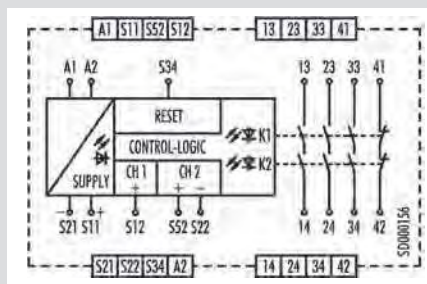 A1 S11 S52 S12 13 23 33 41
A1 A2 S34 13 23 33 41
RESET
CONTROL-LOGIC K1
SUPPLY CH 1 CH 2 K2
+ + −
− S21 S11 + S12 S52 S22 14 24 34 42
SD000156
S21 S22 S34 A2 14 24 34 42